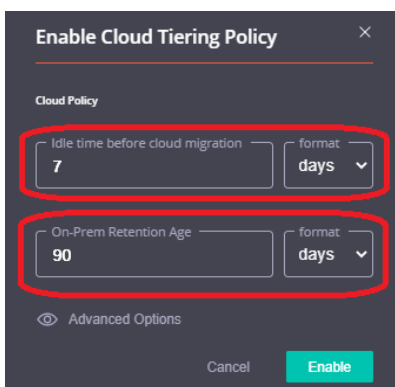 Enable Cloud Tiering Policy
Cloud Policy
Idle time before cloud migration format
7 days
On-Prem Retention Age format
90 days
Advanced Options
Cancel Enable